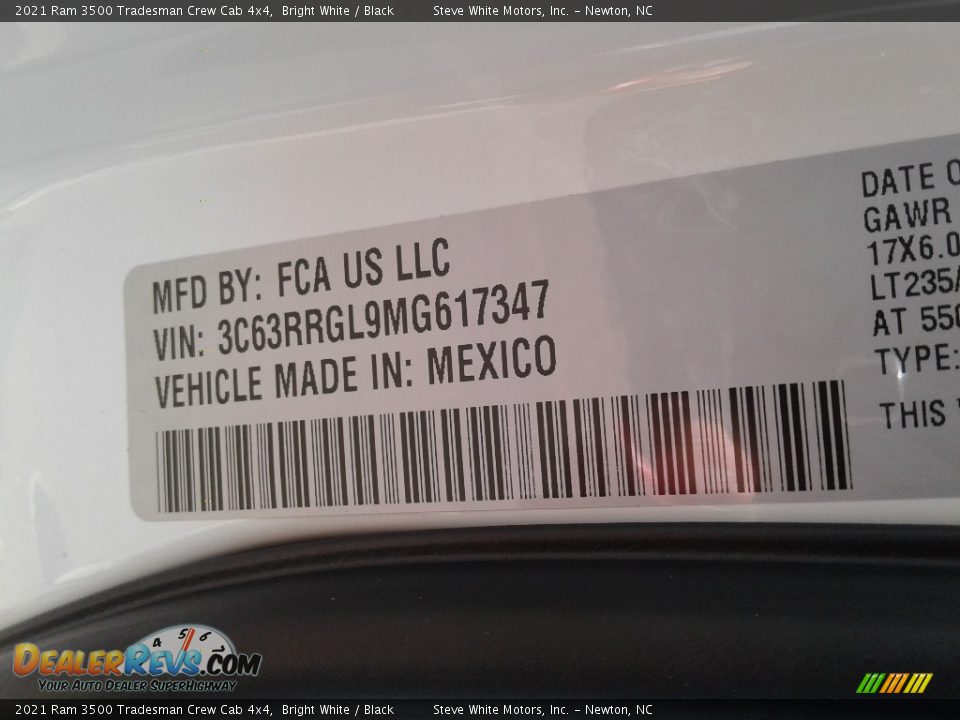 2021 Ram 3500 Tradesman Crew Cab 4x4, Bright White / Black Steve White Motors, Inc. – Newton, NC
MFD BY: FCA US LLC
VIN: 3C63RRGL9MG617347
VEHICLE MADE IN: MEXICO
DATE O
GAWR
17X6.0
LT235/
AT 550
TYPE:
THIS
4 5 6
DEALERREVS.COM
YOUR AUTO DEALER SUPERHIGHWAY
2021 Ram 3500 Tradesman Crew Cab 4x4, Bright White / Black Steve White Motors, Inc. – Newton, NC